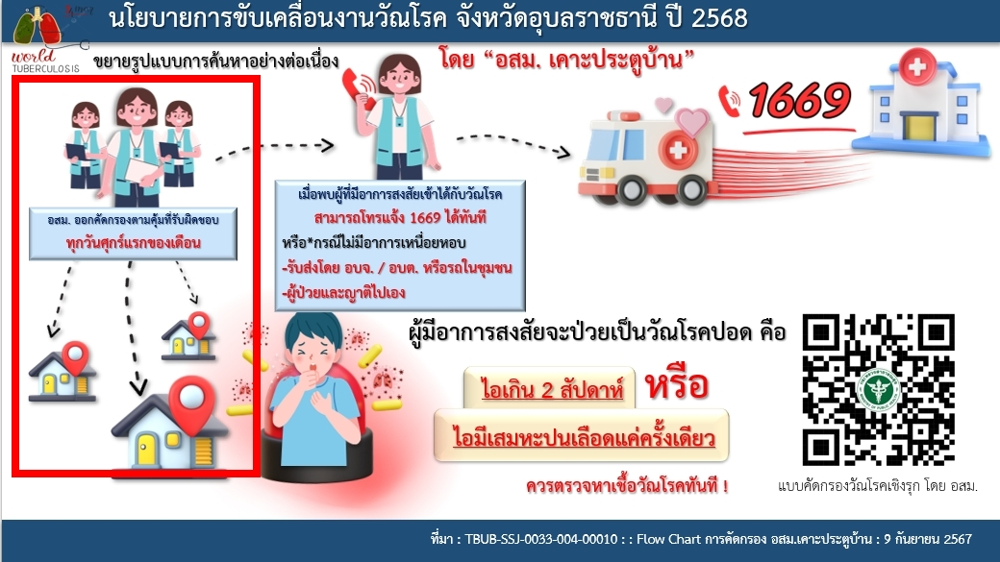 นโยบายการขับเคลื่อนงานวัณโรค จังหวัดอุบลราชธานี ปี 2568
World
TUBERCULOSIS
ขยายรูปแบบการค้นหาอย่างต่อเนื่อง
โดย “อสม. เคาะประตูบ้าน”
1669
อสม. ออกคัดกรองตามคุ้มที่รับผิดชอบ
ทุกวันศุกร์แรกของเดือน
เมื่อพบผู้ที่มีอาการสงสัยเข้าได้กับวัณโรค
สามารถโทรแจ้ง 1669 ได้ทันที
หรือ*กรณีไม่มีอาการเหนื่อยหอบ
-รับส่งโดย อบจ. / อบต. หรือรถในชุมชน
-ผู้ป่วยและญาติไปเอง
ผู้มีอาการสงสัยจะป่วยเป็นวัณโรคปอด คือ
ไอเกิน 2 สัปดาห์ หรือ
ไอมีเสมหะปนเลือดแค่ครั้งเดียว
ควรตรวจหาเชื้อวัณโรคทันที !
แบบคัดกรองวัณโรคเชิงรุก โดย อสม.
ที่มา : TBUB-SSJ-0033-004-00010 : : Flow Chart การคัดกรอง อสม.เคาะประตูบ้าน : 9 กันยายน 2567